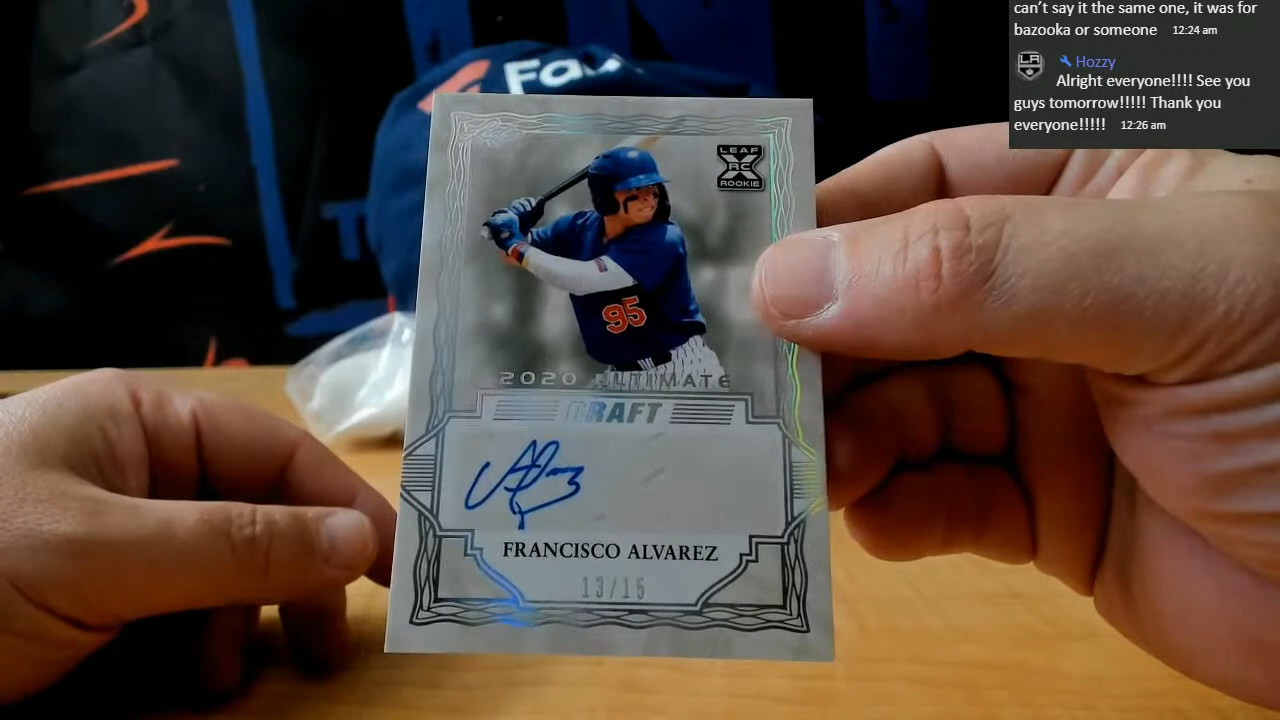 can't say it the same one, it was for
bazooka or someone 12:24 am
Hozzy
Alright everyone!!!! See you
guys tomorrow!!!!! Thank you
everyone!!!!! 12:26 am
LA
LEAF
RC
ROOKIE
95
2020 ULTIMATE
DRAFT
FRANCISCO ALVAREZ
13/15